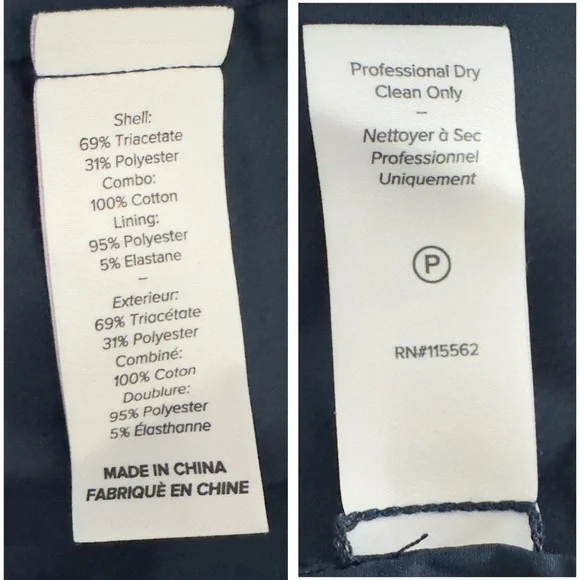 Shell:
69% Triacetate
31% Polyester
Combo:
100% Cotton
Lining:
95% Polyester
5% Elastane
–
Exterieur:
69% Triacétate
31% Polyester
Combiné:
100% Coton
Doublure:
95% Polyester
5% Élasthanne
MADE IN CHINA
FABRIQUÈ EN CHINE
Professional Dry
Clean Only
–
Nettoyer à Sec
Professionnel
Uniquement
P
RN#115562